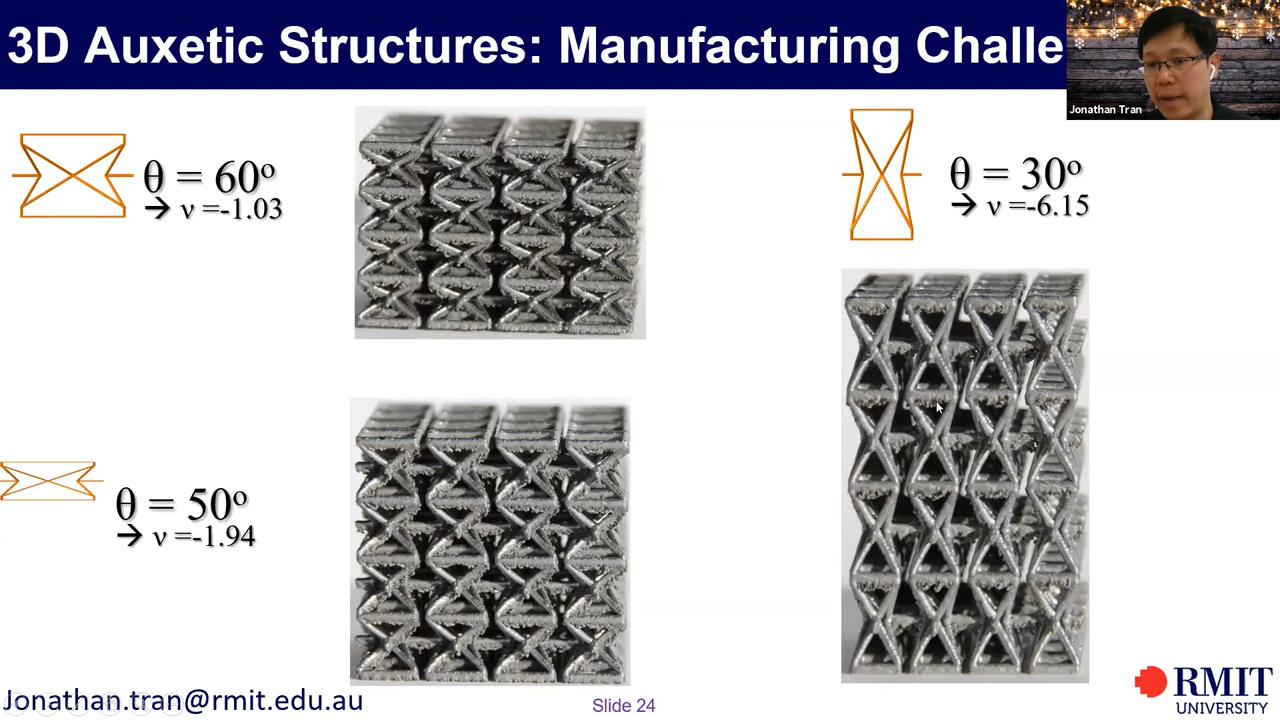 3D Auxetic Structures: Manufacturing Challe
Jonathan Tran
θ = 60º
→ ν =-1.03
θ = 30º
→ ν =-6.15
θ = 50º
→ ν =-1.94
Jonathan.tran@rmit.edu.au
Slide 24
RMIT
UNIVERSITY